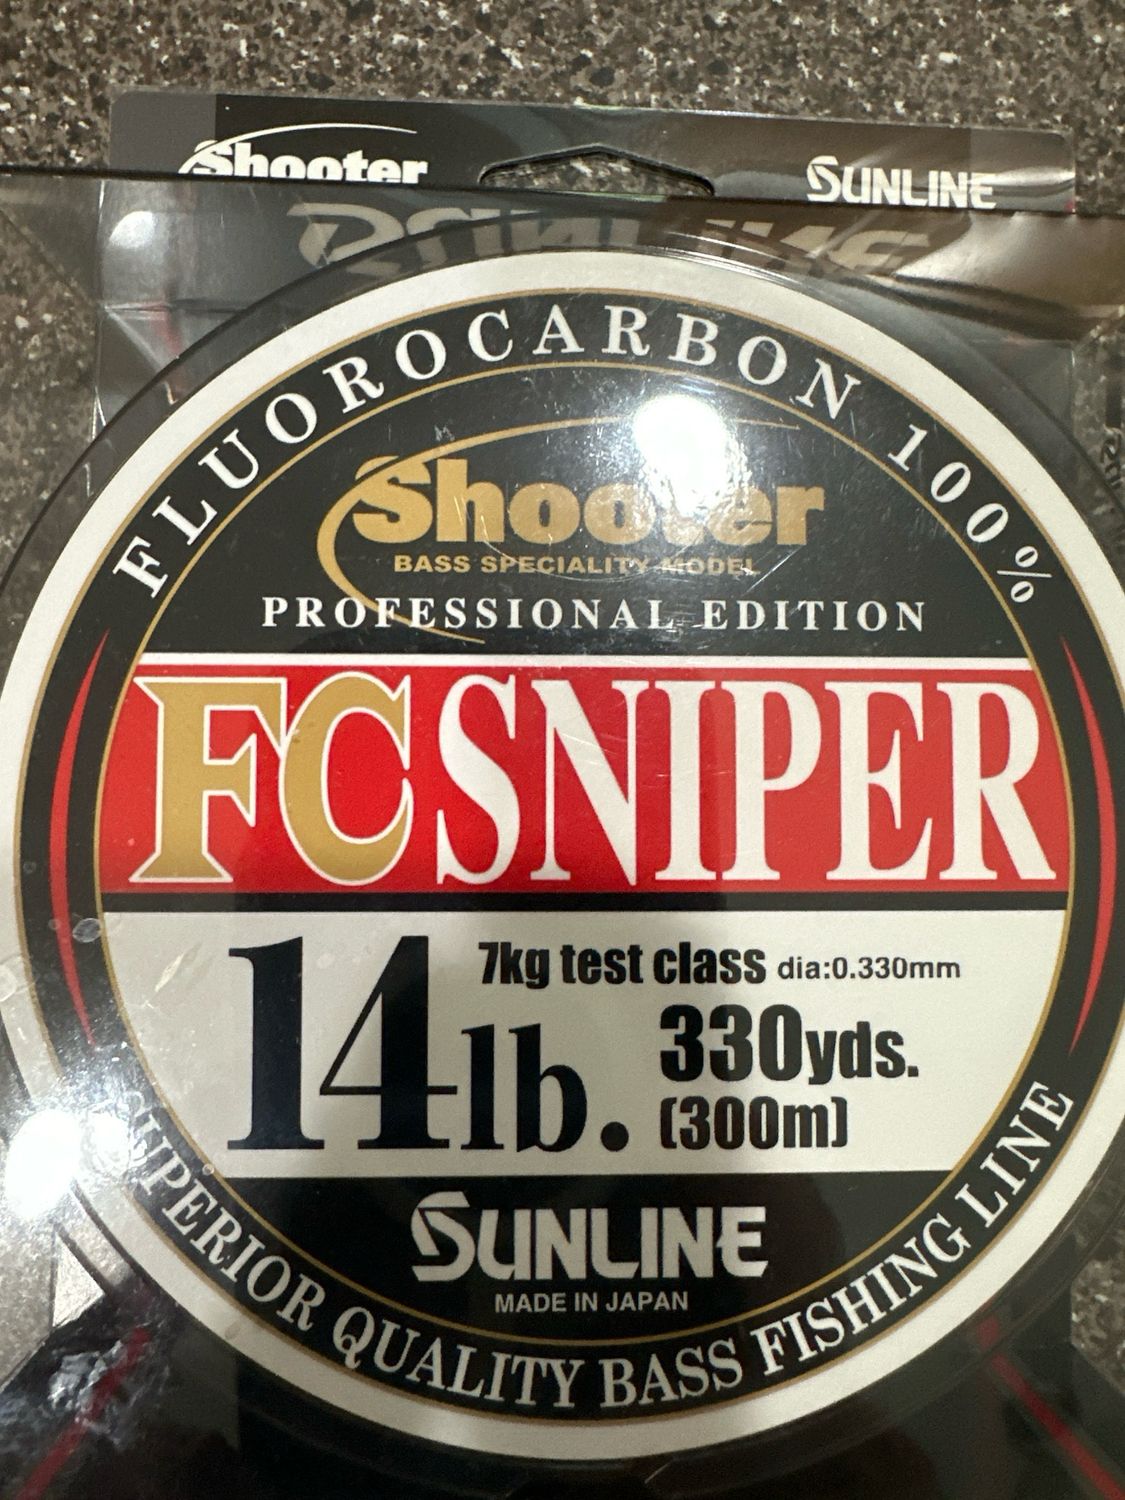 Shooter
SUNLINE
FLUOROCARBON 100%
Shooter
BASS SPECIALITY MODEL
PROFESSIONAL EDITION
FC SNIPER
7kg test class dia:0.330mm
14lb.
330yds.
(300m)
SUNLINE
MADE IN JAPAN
SUPERIOR QUALITY BASS FISHING LINE